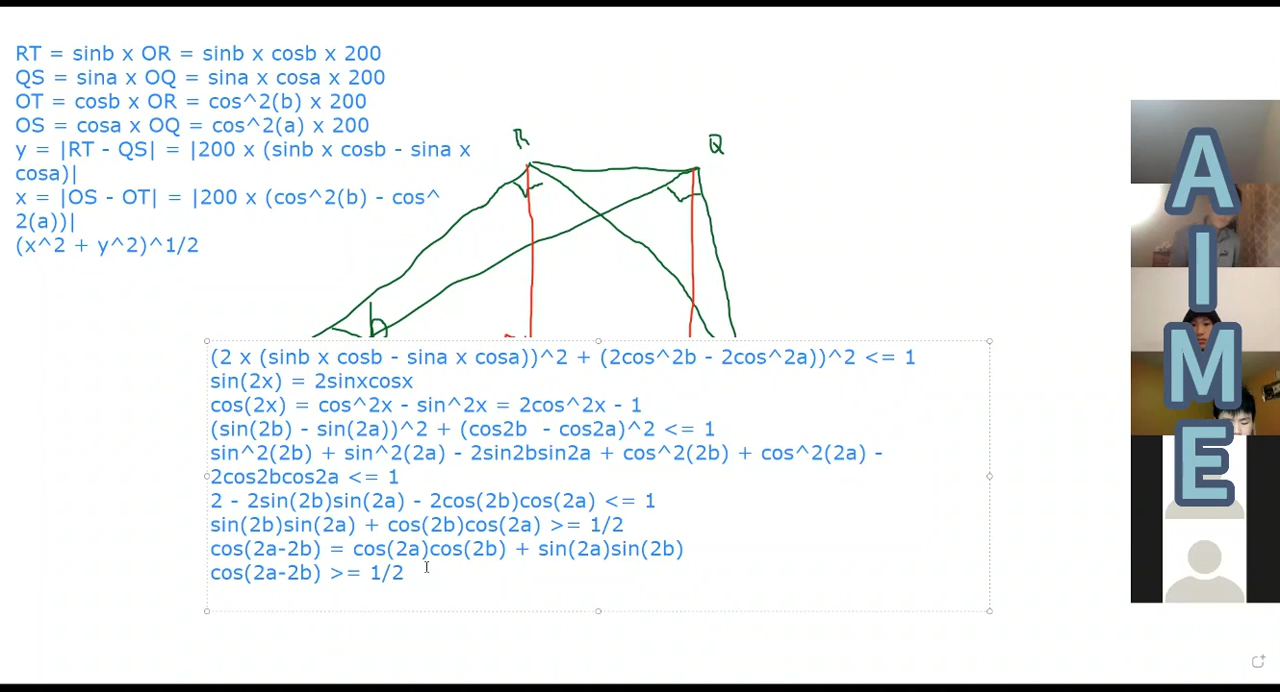 RT = sinb x OR = sinb x cosb x 200
QS = sina x OQ = sina x cosa x 200
OT = cosb x OR = cos^2(b) x 200
OS = cosa x OQ = cos^2(a) x 200
y = |RT - QS| = |200 x (sinb x cosb - sina x
cosa)|
x = |OS - OT| = |200 x (cos^2(b) - cos^
2(a))|
(x^2 + y^2)^1/2
R
Q
b
(2 x (sinb x cosb - sina x cosa))^2 + (2cos^2b - 2cos^2a))^2 <= 1
sin(2x) = 2sinxcosx
cos(2x) = cos^2x - sin^2x = 2cos^2x - 1
(sin(2b) - sin(2a))^2 + (cos2b  - cos2a)^2 <= 1
sin^2(2b) + sin^2(2a) - 2sin2bsin2a + cos^2(2b) + cos^2(2a) -
2cos2bcos2a <= 1
2 - 2sin(2b)sin(2a) - 2cos(2b)cos(2a) <= 1
sin(2b)sin(2a) + cos(2b)cos(2a) >= 1/2
cos(2a-2b) = cos(2a)cos(2b) + sin(2a)sin(2b)
cos(2a-2b) >= 1/2
A
I
M
E